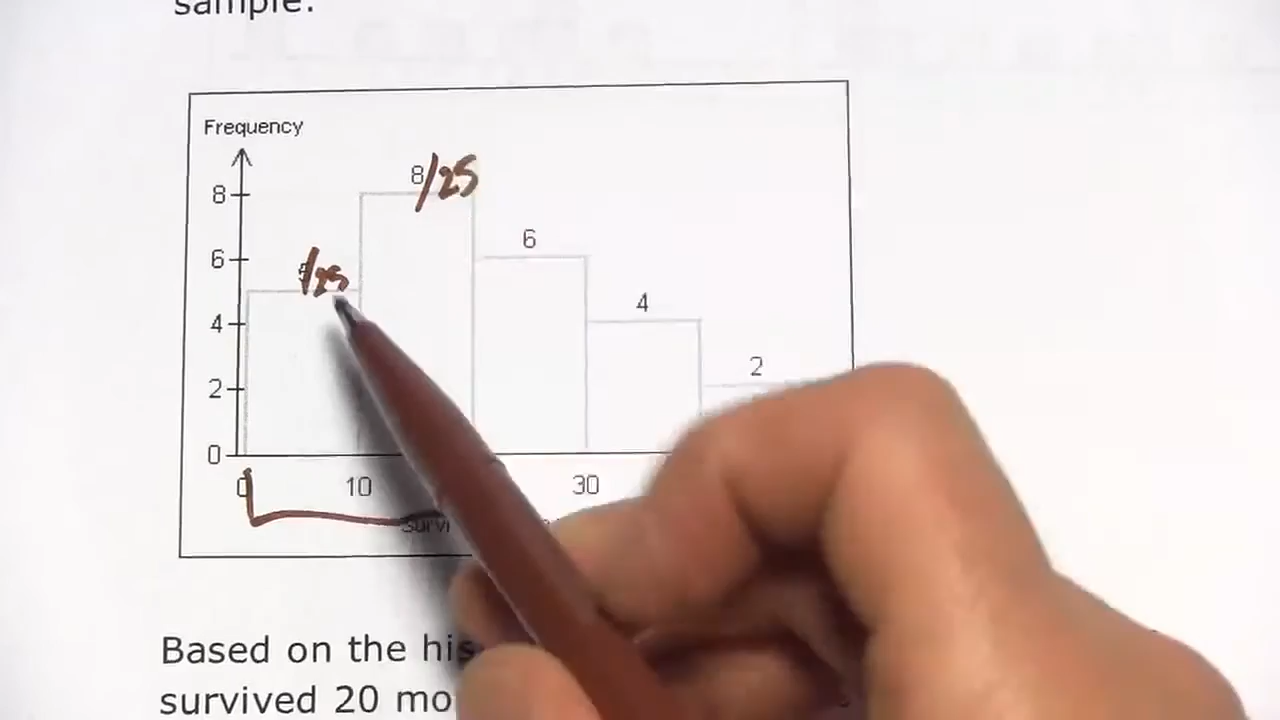 sample.
Frequency
8/25
8
6
6
5/25
4
4
2
2
0
0 10 30
Survi
Based on the his
survived 20 mo